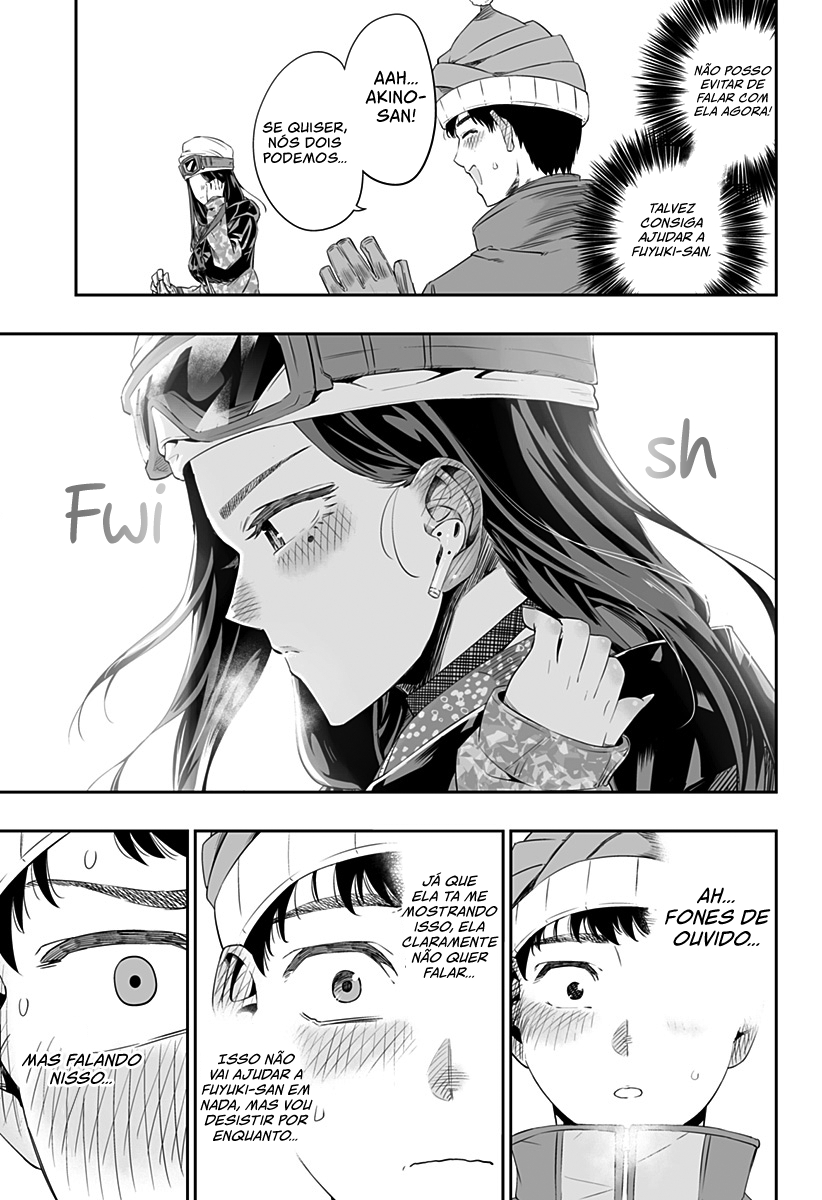 NÃO POSSO
EVITAR DE
FALAR COM
ELA AGORA!
TALVEZ
CONSIGA
AJUDAR A
FUYUKI-SAN.
AAH...
AKINO-
SAN!
SE QUISER,
NÓS DOIS
PODEMOS...
Fwi
sh
AH...
FONES DE
OUVIDO...
JÁ QUE
ELA TA ME
MOSTRANDO
ISSO, ELA
CLARAMENTE
NÃO QUER
FALAR...
ISSO NÃO
VAI AJUDAR A
FUYUKI-SAN EM
NADA, MAS VOU
DESISTIR POR
ENQUANTO...
MAS FALANDO
NISSO...